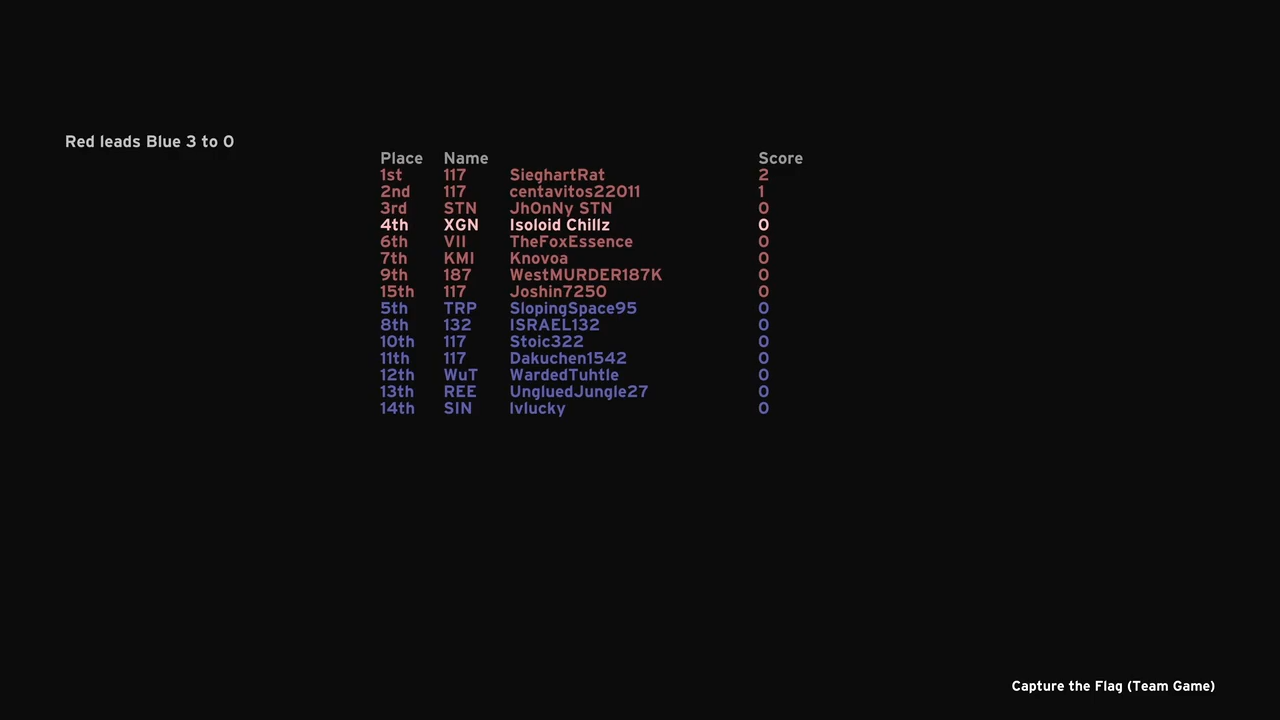 Red leads Blue 3 to 0
Place Name Score
1st 117 SieghartRat 2
2nd 117 centavitos22011 1
3rd STN JhOnNy STN 0
4th XGN Isoloid Chillz 0
6th VII TheFoxEssence 0
7th KMI Knovoa 0
9th 187 WestMURDER187K 0
15th 117 Joshin7250 0
5th TRP SlopingSpace95 0
8th 132 ISRAEL132 0
10th 117 Stoic322 0
11th 117 Dakuchen1542 0
12th WuT WardedTuhtle 0
13th REE UngluedJungle27 0
14th SIN lvlucky 0
Capture the Flag (Team Game)